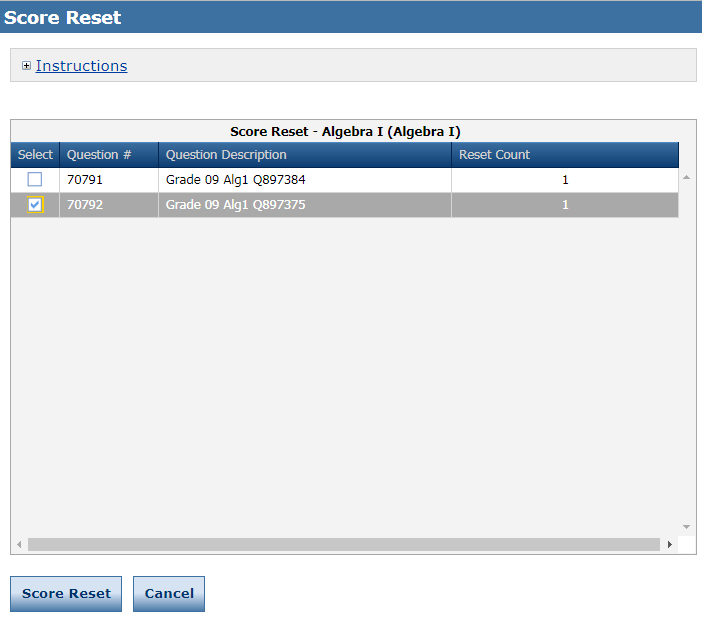 Score Reset
Instructions
Score Reset - Algebra I (Algebra I)
Select Question # Question Description Reset Count
70791 Grade 09 Alg1 Q897384 1
70792 Grade 09 Alg1 Q897375 1
Score Reset Cancel